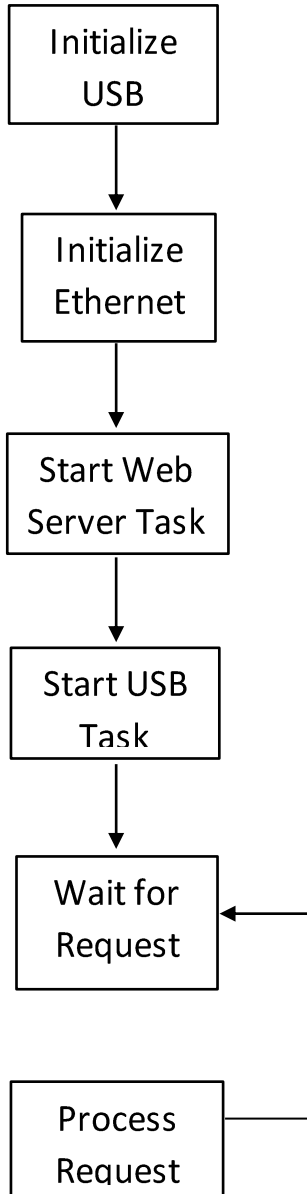 Initialize
USB
Initialize
Ethernet
Start Web
Server Task
Start USB
Task
Wait for
Request
Process
Request